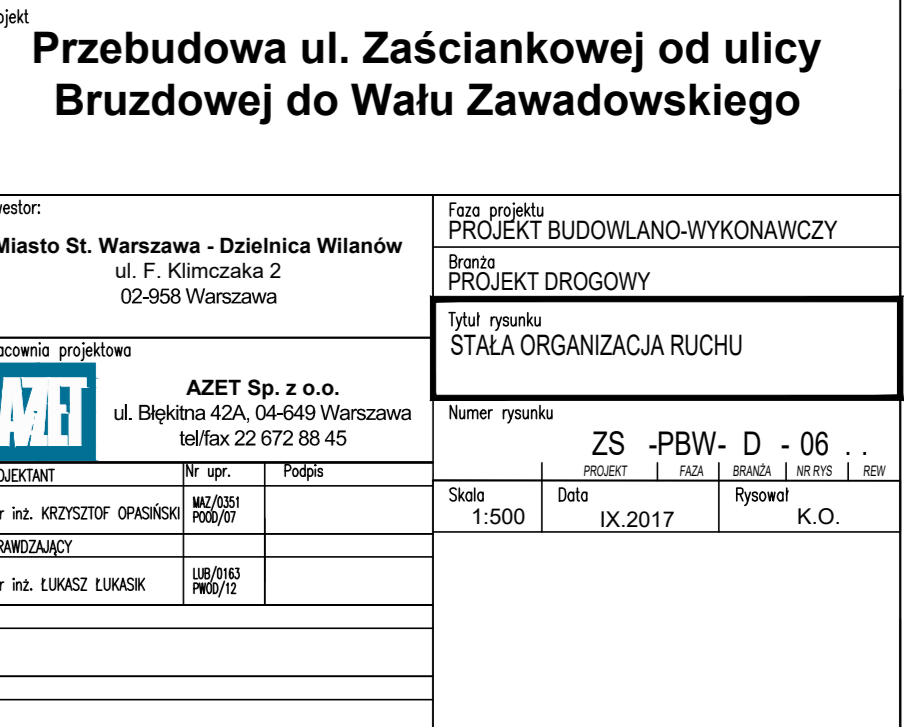 ojekt
Przebudowa ul. Zaściankowej od ulicy
Bruzdowej do Wału Zawadowskiego
westor:
Miasto St. Warszawa - Dzielnica Wilanów
ul. F. Klimczaka 2
02-958 Warszawa
acownia projektowa
AZET
AZET Sp. z o.o.
ul. Błękitna 42A, 04-649 Warszawa
tel/fax 22 672 88 45
OJEKTANT Nr upr. Podpis
r inż. KRZYSZTOF OPASIŃSKI MAZ/0351
POOD/07
RAWDZAJĄCY
r inż. ŁUKASZ ŁUKASIK LUB/0163
PWOD/12
Faza projektu
PROJEKT BUDOWLANO-WYKONAWCZY
Branża
PROJEKT DROGOWY
Tytuł rysunku
STAŁA ORGANIZACJA RUCHU
Numer rysunku
ZS -PBW- D - 06 . .
PROJEKT FAZA BRANŻA NR RYS REW
Skala Data Rysował
1:500 IX.2017 K.O.